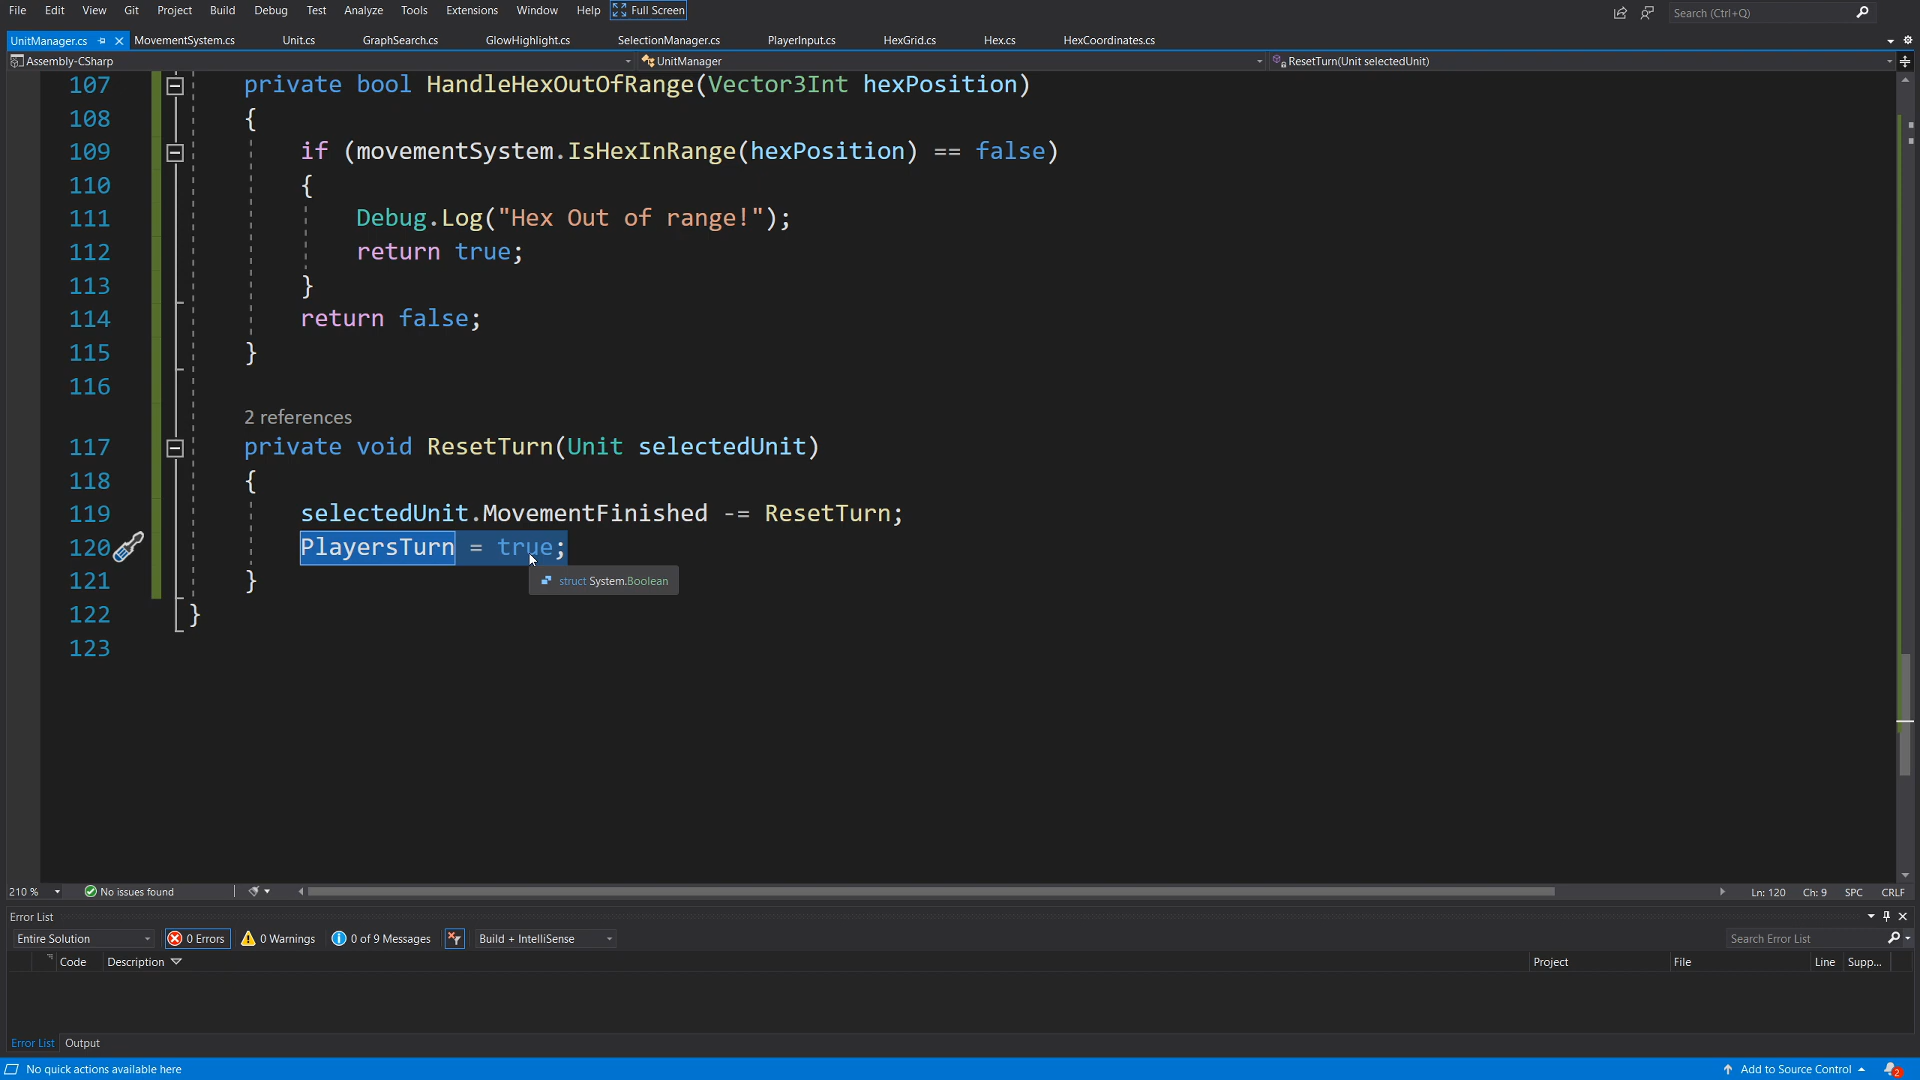 File Edit View Git Project Build Debug Test Analyze Tools Extensions Window Help Full Screen Search (Ctrl+Q)
UnitManager.cs MovementSystem.cs Unit.cs GraphSearch.cs GlowHighlight.cs SelectionManager.cs PlayerInput.cs HexGrid.cs Hex.cs HexCoordinates.cs
Assembly-CSharp UnitManager ResetTurn(Unit selectedUnit)
107 private bool HandleHexOutOfRange(Vector3Int hexPosition)
108 {
109 if (movementSystem.IsHexInRange(hexPosition) == false)
110 {
111 Debug.Log("Hex Out of range!");
112 return true;
113 }
114 return false;
115 }
116
2 references
117 private void ResetTurn(Unit selectedUnit)
118 {
119 selectedUnit.MovementFinished -= ResetTurn;
120 PlayersTurn = true;
struct System.Boolean
121 }
122 }
123
210 % No issues found Ln: 120 Ch: 9 SPC CRLF
Error List
Entire Solution 0 Errors 0 Warnings 0 of 9 Messages Build + IntelliSense Search Error List
Code Description Project File Line Supp...
Error List Output
No quick actions available here Add to Source Control 2